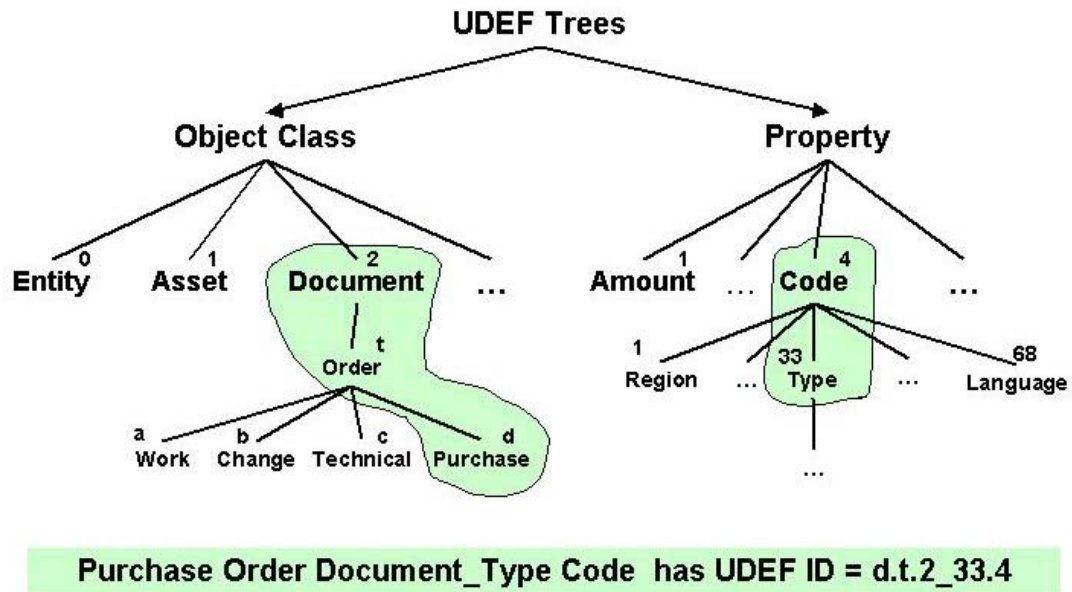 UDEF Trees
Object Class Property
0 1 2 1 4
Entity Asset Document ... Amount ... Code ...
t 1 33 68
Order Region ... Type ... Language
a b c d
Work Change Technical Purchase ...
Purchase Order Document_Type Code has UDEF ID = d.t.2_33.4